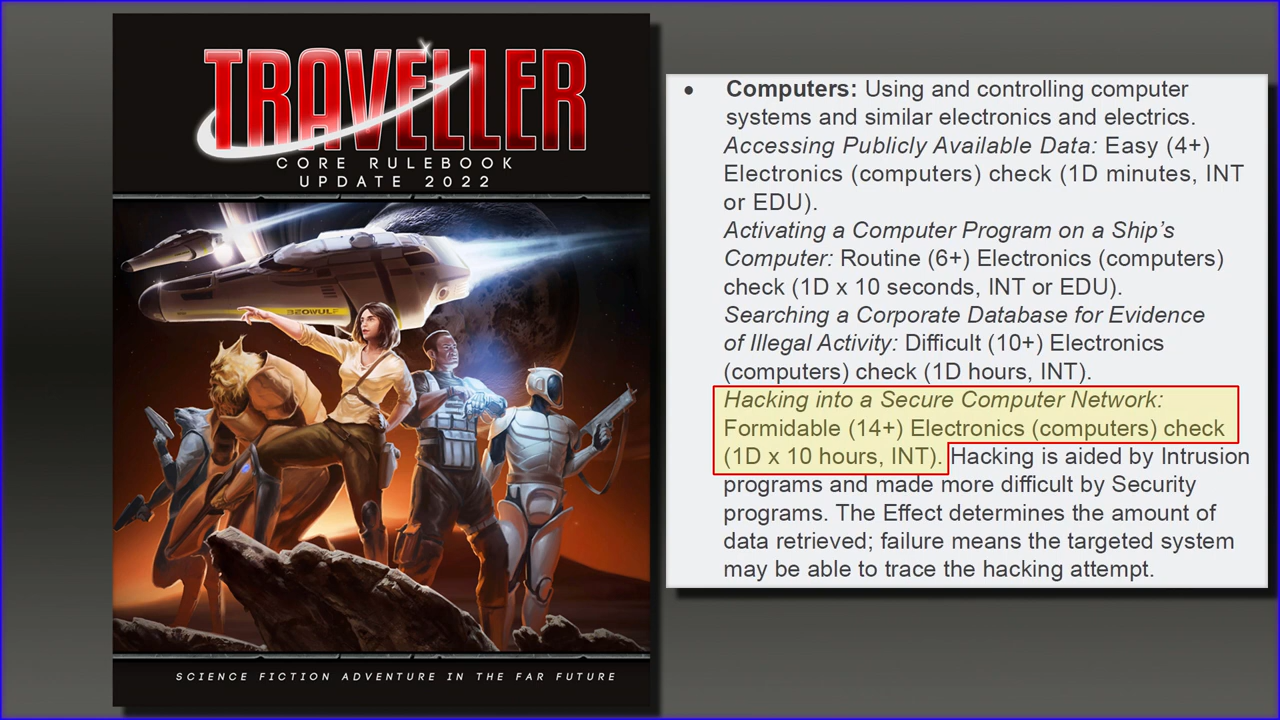 TRAVELLER
CORE RULEBOOK
UPDATE 2022
BEOWULF
SCIENCE FICTION ADVENTURE IN THE FAR FUTURE
• Computers: Using and controlling computer
systems and similar electronics and electrics.
Accessing Publicly Available Data: Easy (4+)
Electronics (computers) check (1D minutes, INT
or EDU).
Activating a Computer Program on a Ship’s
Computer: Routine (6+) Electronics (computers)
check (1D x 10 seconds, INT or EDU).
Searching a Corporate Database for Evidence
of Illegal Activity: Difficult (10+) Electronics
(computers) check (1D hours, INT).
Hacking into a Secure Computer Network:
Formidable (14+) Electronics (computers) check
(1D x 10 hours, INT). Hacking is aided by Intrusion
programs and made more difficult by Security
programs. The Effect determines the amount of
data retrieved; failure means the targeted system
may be able to trace the hacking attempt.